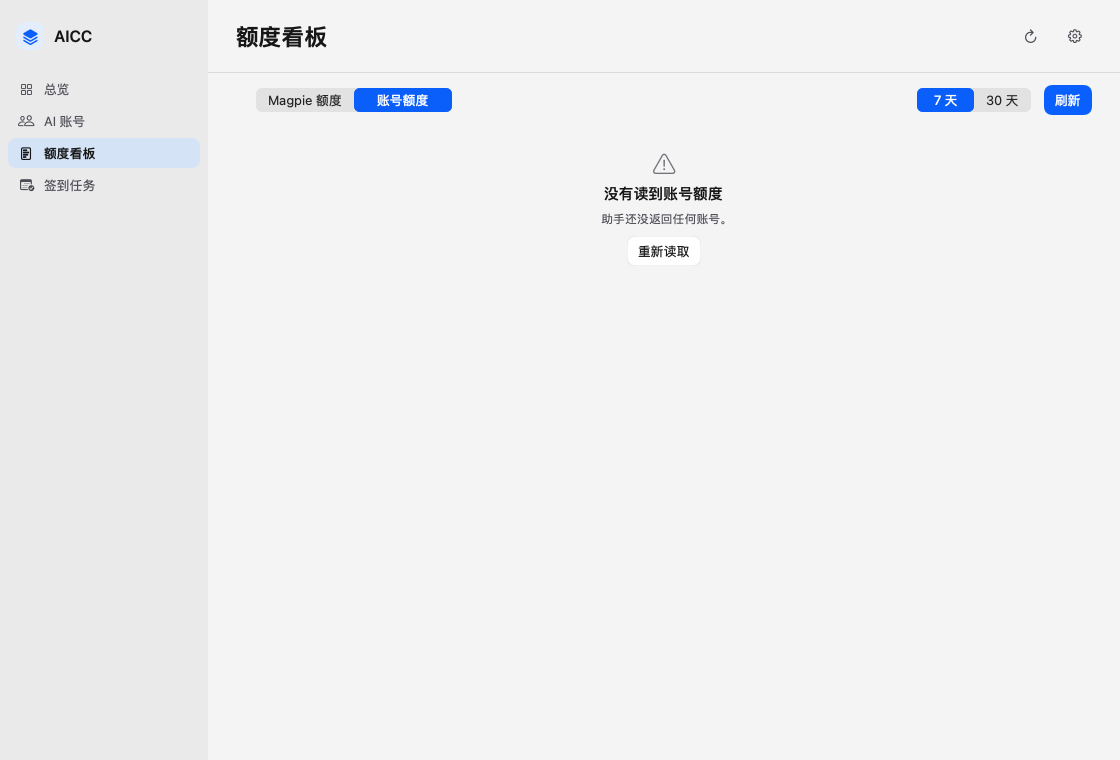 AICC
总览
AI 账号
额度看板
签到任务
额度看板
Magpie 额度 账号额度 7 天 30 天 刷新
没有读到账号额度
助手还没返回任何账号。
重新读取